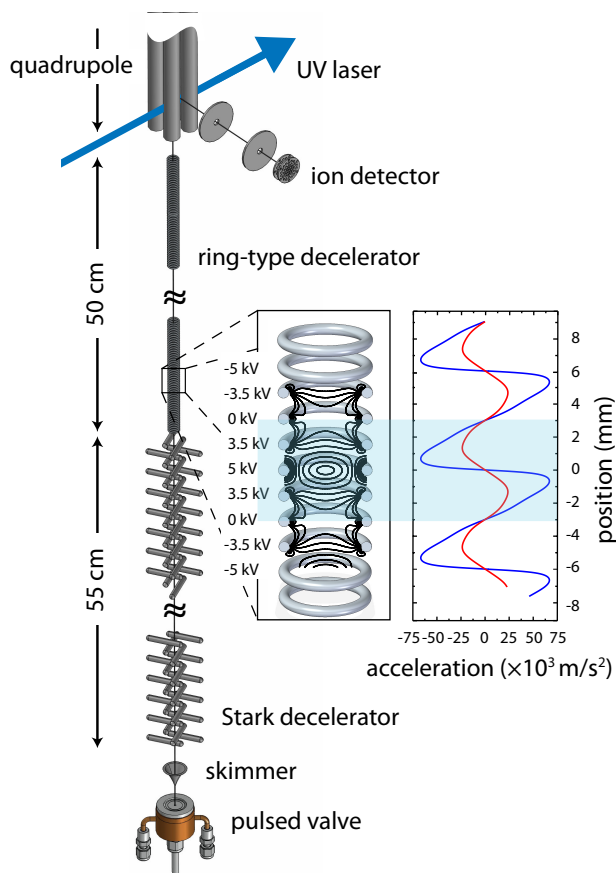 quadrupole
UV laser
ion detector
50 cm
ring-type decelerator
-5 kV
-3.5 kV
0 kV
3.5 kV
5 kV
3.5 kV
0 kV
-3.5 kV
-5 kV
8
6
4
2
0
-2
-4
-6
-8
position (mm)
-75 -50 -25 0 25 50 75
acceleration (×10³ m/s²)
55 cm
Stark decelerator
skimmer
pulsed valve